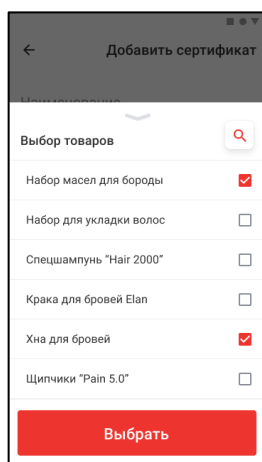 Добавить сертификат
Наименование
Выбор товаров
Набор масел для бороды
Набор для укладки волос
Спецшампунь “Hair 2000”
Крака для бровей Elan
Хна для бровей
Щипчики “Pain 5.0”
Выбрать